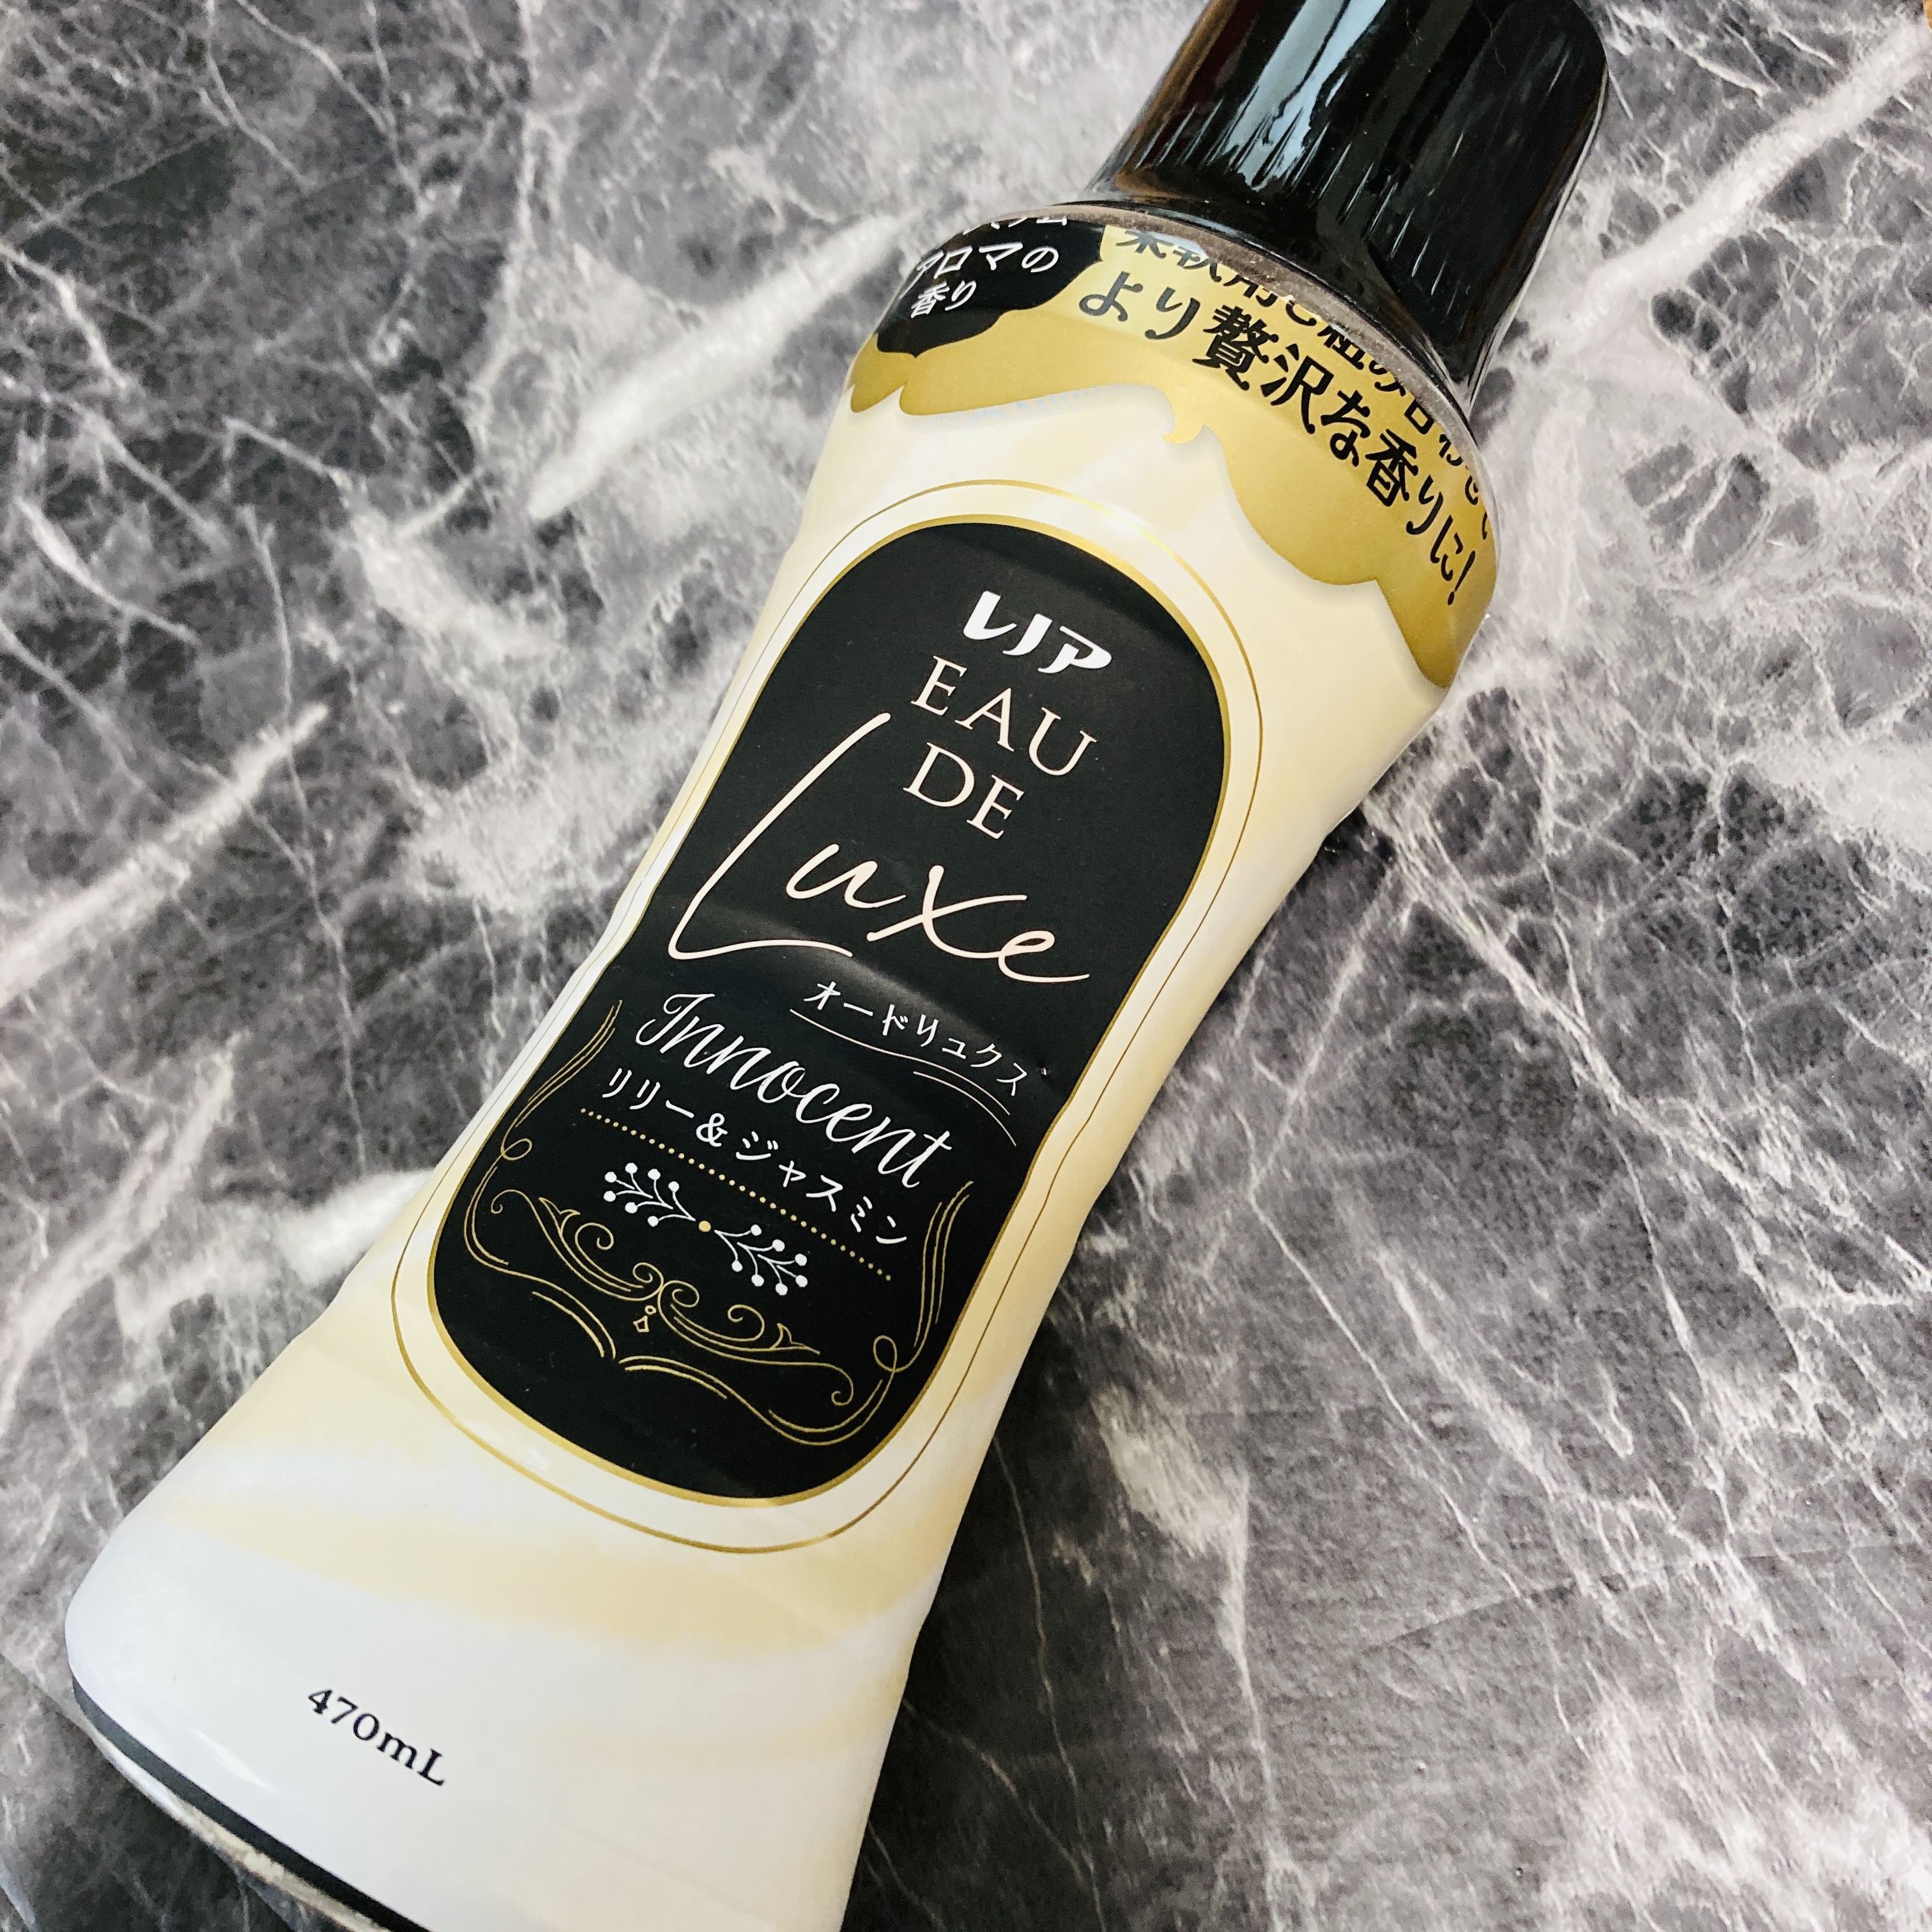 アロマの
香り
より贅沢な香りに!
レノア
EAU
DE
Luxe
オードリュクス
Innocent
リリー&ジャスミン
470mL